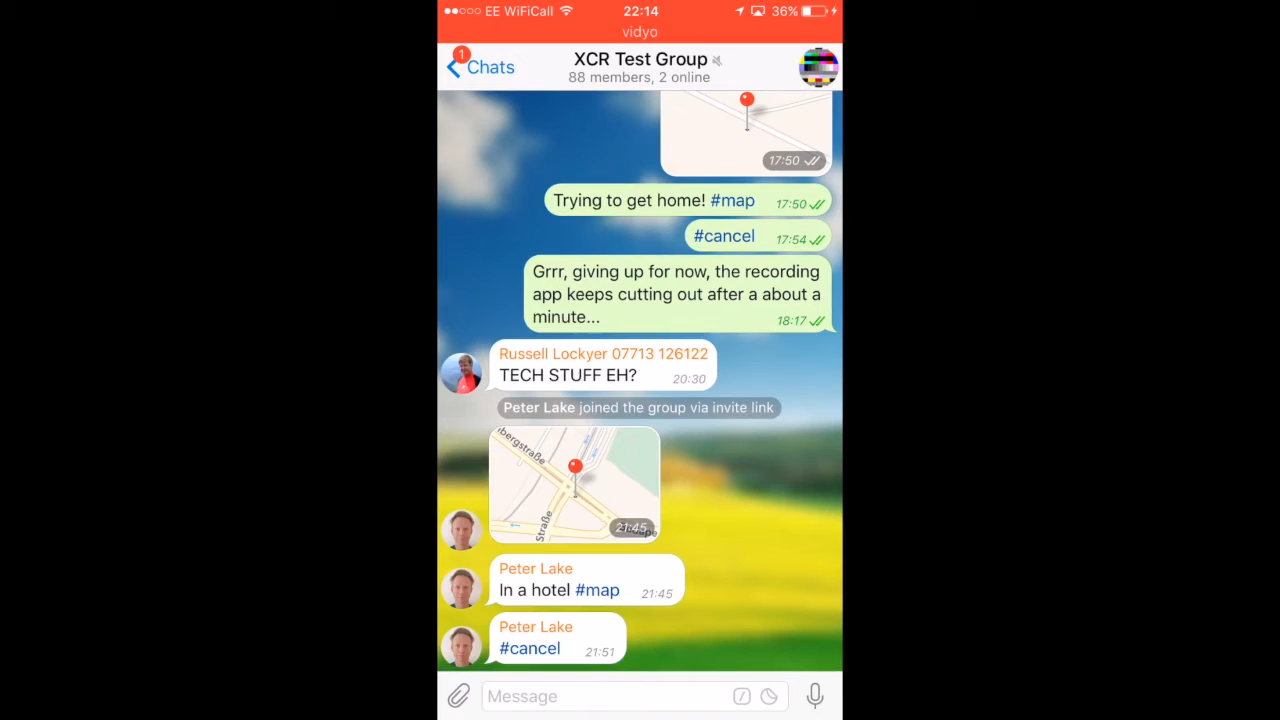 EE WiFiCall 22:14 36%
vidyo
1
Chats
XCR Test Group
88 members, 2 online
17:50
Trying to get home! #map 17:50
#cancel 17:54
Grrr, giving up for now, the recording
app keeps cutting out after a about a
minute... 18:17
Russell Lockyer 07713 126122
TECH STUFF EH? 20:30
Peter Lake joined the group via invite link
nbergstraße
Straße
21:45
Peter Lake
In a hotel #map 21:45
Peter Lake
#cancel 21:51
Message